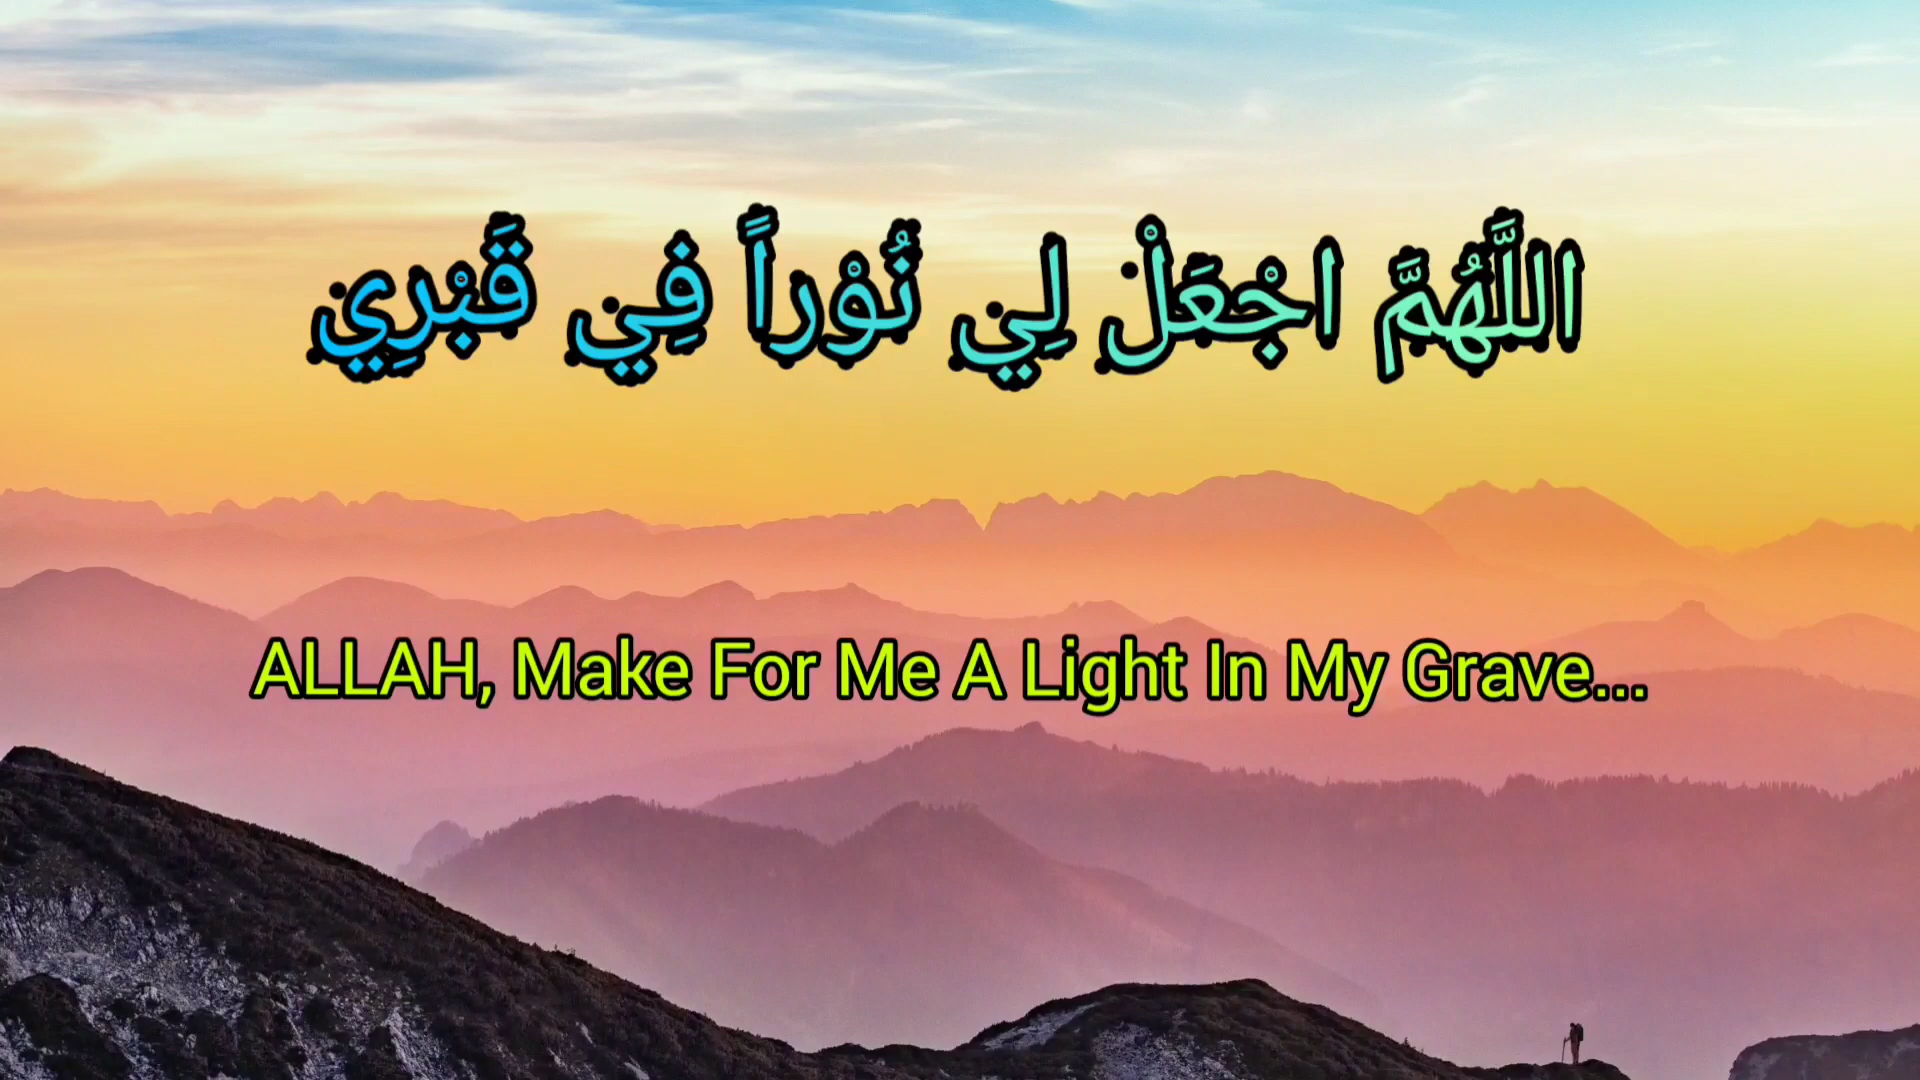 اللَّهُمَّ اجْعَلْ لِي نُوْراً فِي قَبْرِي
ALLAH, Make For Me A Light In My Grave...